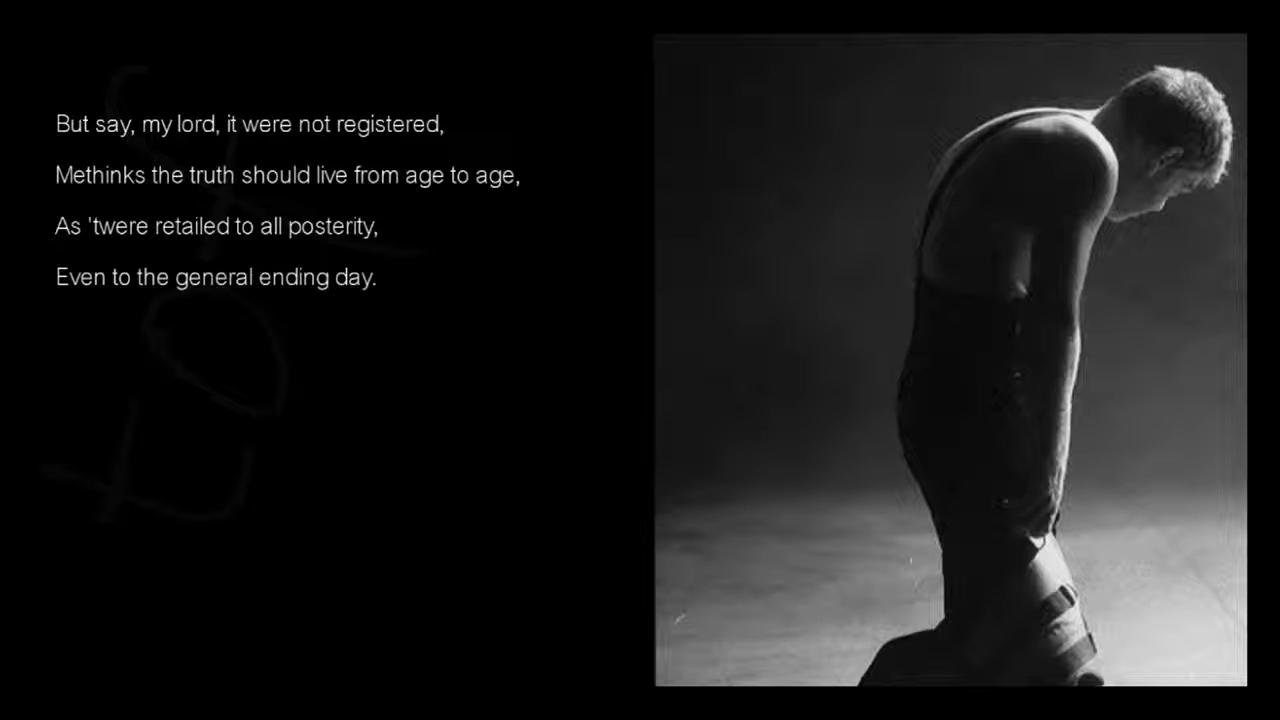 But say, my lord, it were not registered,
Methinks the truth should live from age to age,
As 'twere retailed to all posterity,
Even to the general ending day.